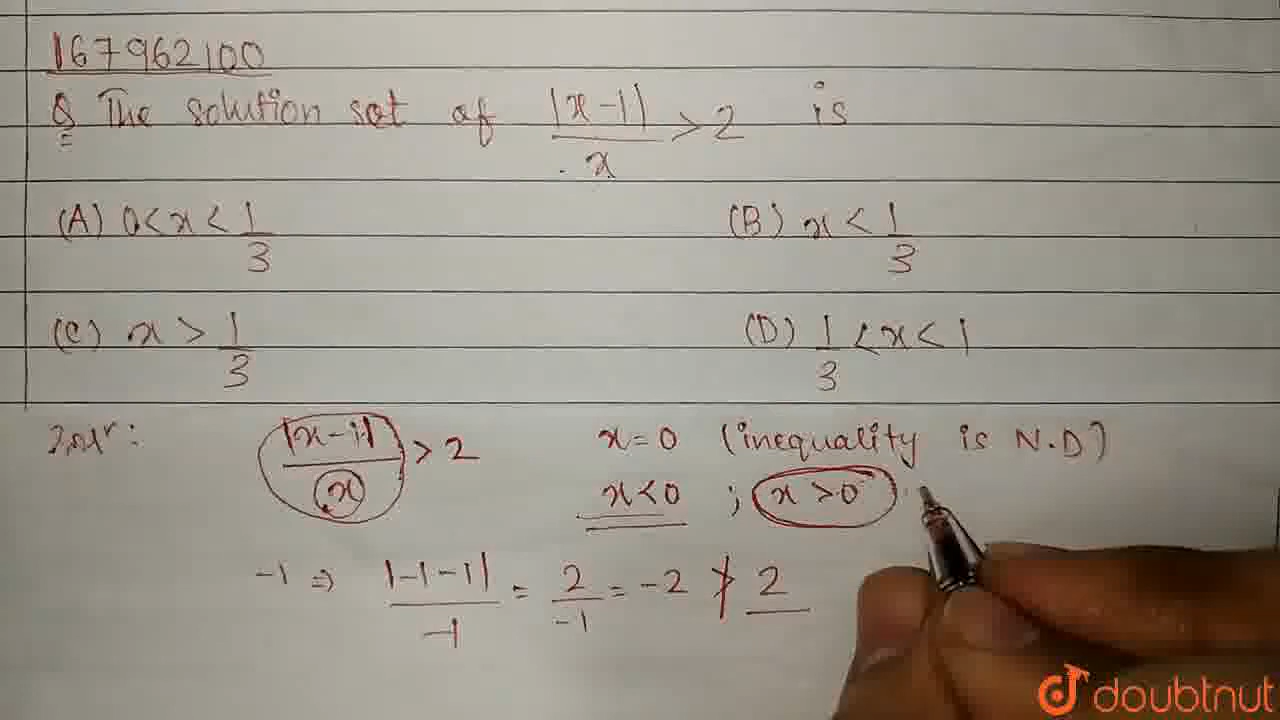 167962100
Q The solution set of |x-1|/x > 2 is
(A) 0<x<1/3 (B) x<1/3
(C) x>1/3 (D) 1/3<x<1
|x-1|/x > 2 x=0 (inequality is N.D)
x<0 ; x>0
-1 ⇒ |-1-1|/-1 = 2/-1 = -2 ≯ 2
doubtnut